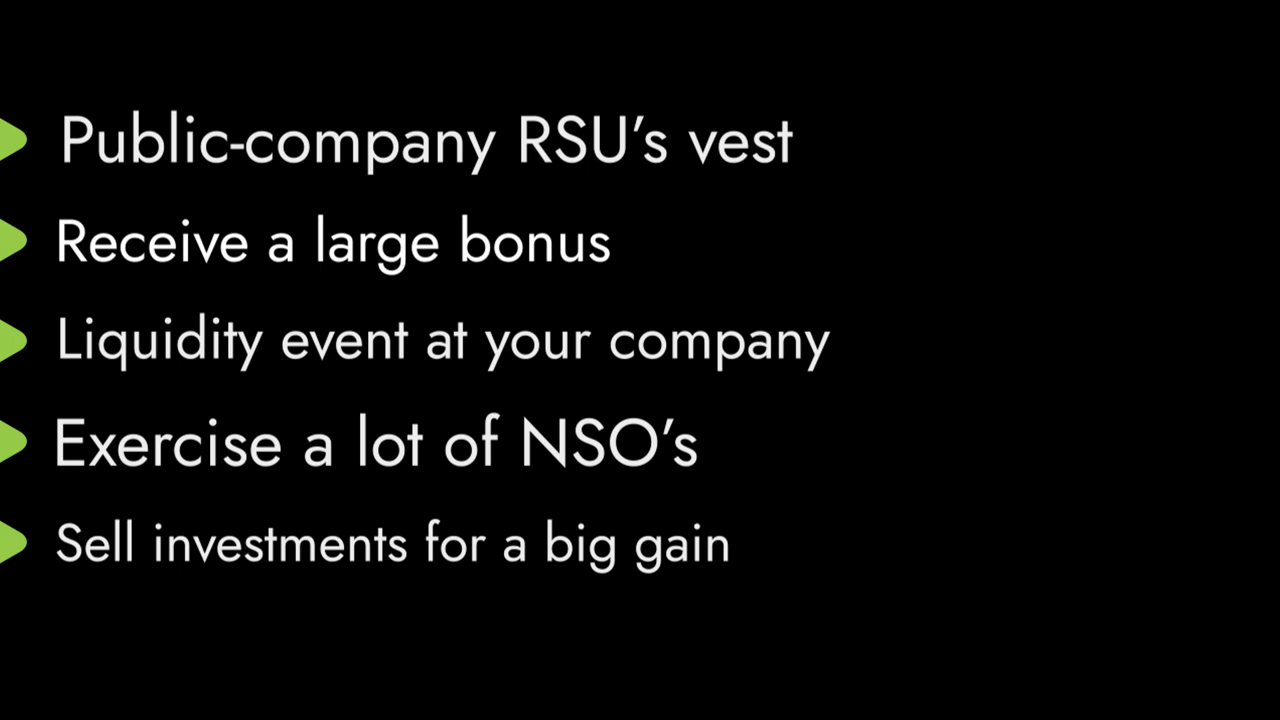 Public-company RSU’s vest
Receive a large bonus
Liquidity event at your company
Exercise a lot of NSO’s
Sell investments for a big gain